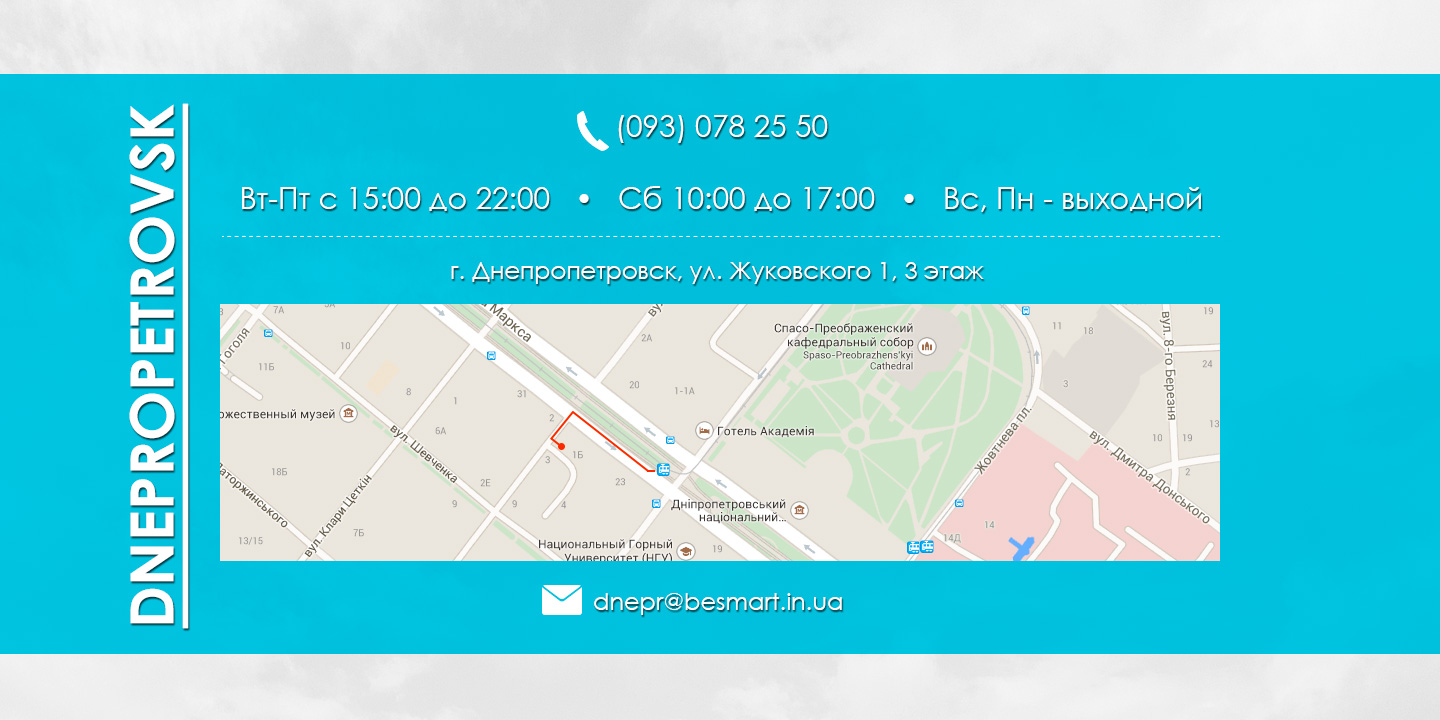 DNEPROPETROVSK
(093) 078 25 50
Вт-Пт с 15:00 до 22:00 • Сб 10:00 до 17:00 • Вс, Пн - выходной
г. Днепропетровск, ул. Жуковского 1, 3 этаж
Маркса
вул.
7А
2А
10
11Б
Гоголя
8
1
31
20
1-1А
Спасо-Преображенский
кафедральный собор
Spaso-Preobrazhens'kyi
Cathedral
11
18
19
вул. 8-го Березня
24
3
ожественный музей
6А
2
Готель Академія
13
10
19
вул. Шевченка
1Б
3
Жовтнева пл.
вул. Дмитра Донського
2
18Б
2Е
23
9
9
4
Дніпропетровський
національний...
вул. Клари Цеткін
7Б
13/15
14
14Д
Национальный Горный
Университет (НГУ)
19
dnepr@besmart.in.ua